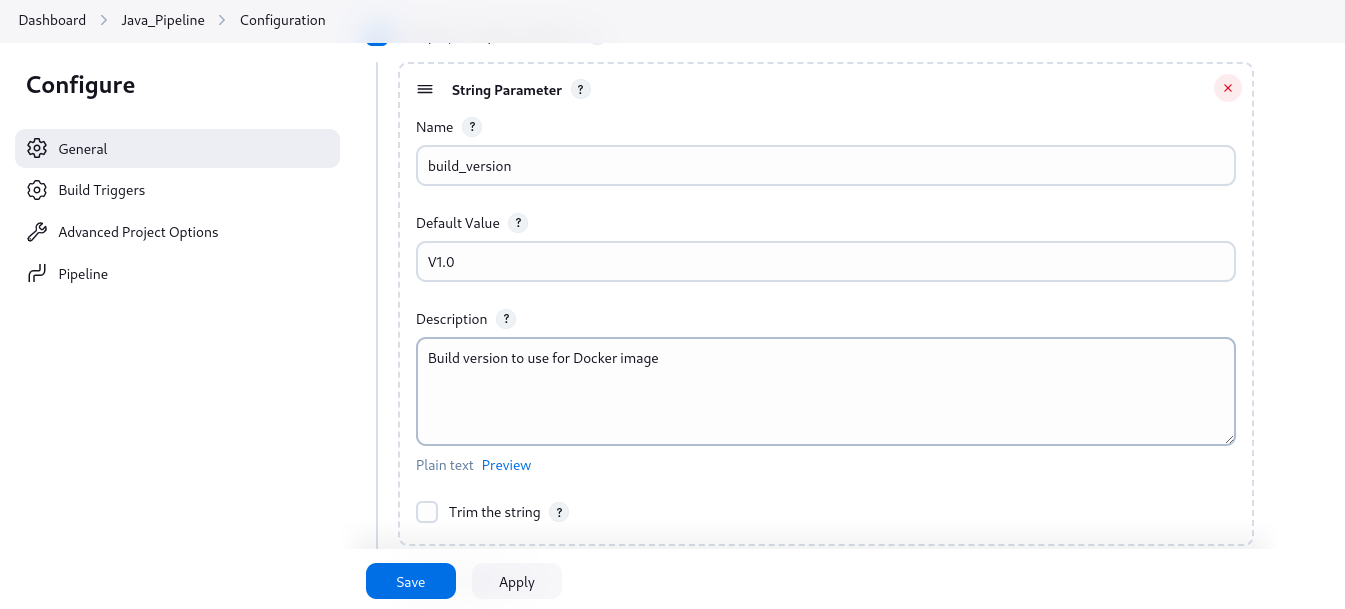 Dashboard > Java_Pipeline > Configuration
Configure
General
Build Triggers
Advanced Project Options
Pipeline
String Parameter ?
Name ?
build_version
Default Value ?
V1.0
Description ?
Build version to use for Docker image
Plain text Preview
Trim the string ?
Save Apply